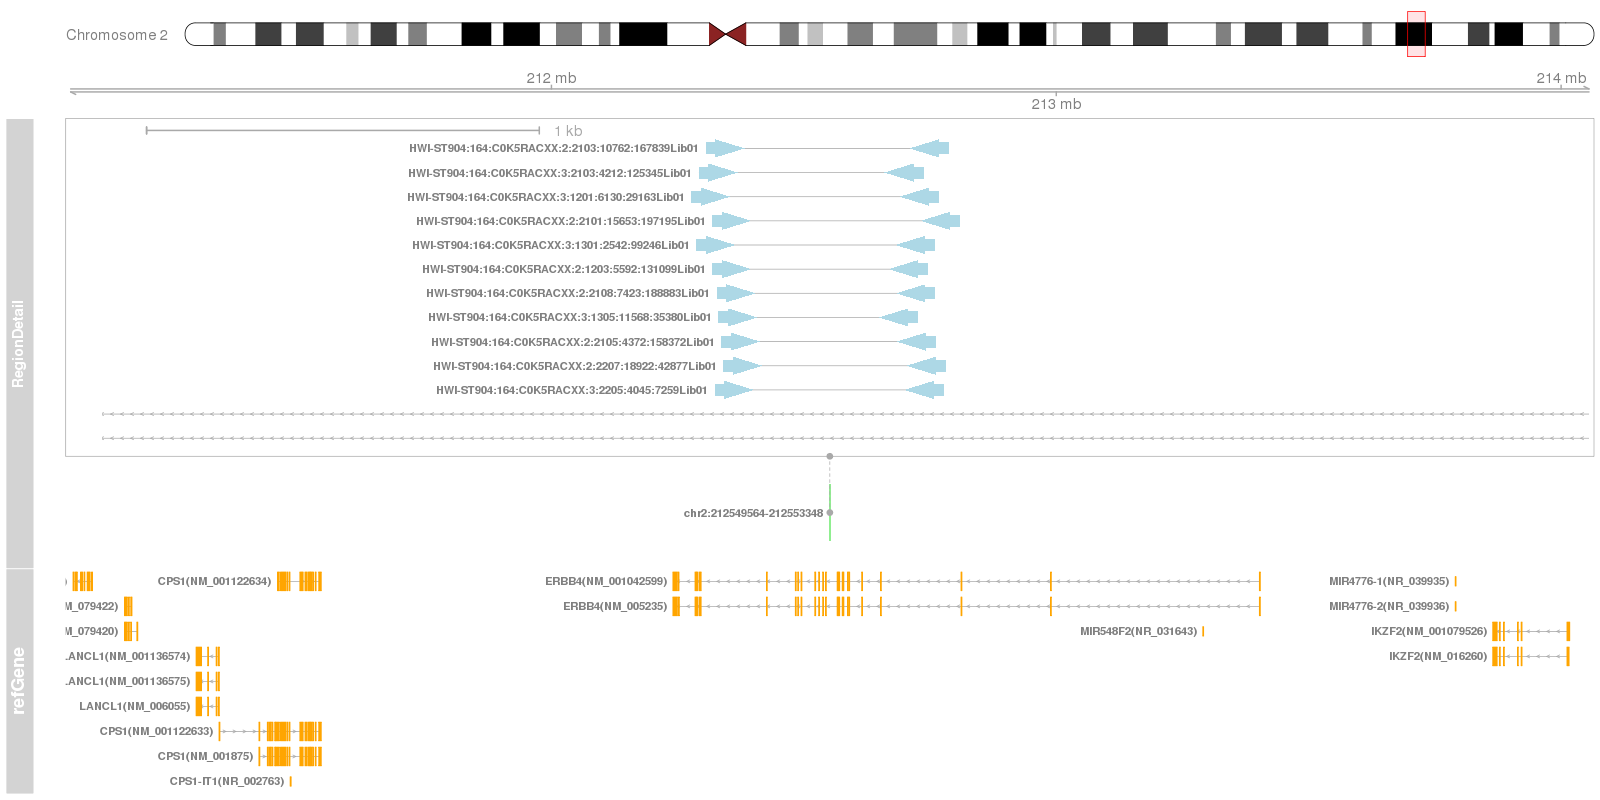 Chromosome 2
212 mb
214 mb
213 mb
1 kb
HWI-ST904:164:C0K5RACXX:2:2103:10762:167839Lib01
HWI-ST904:164:C0K5RACXX:3:2103:4212:125345Lib01
HWI-ST904:164:C0K5RACXX:3:1201:6130:29163Lib01
HWI-ST904:164:C0K5RACXX:2:2101:15653:197195Lib01
HWI-ST904:164:C0K5RACXX:3:1301:2542:99246Lib01
HWI-ST904:164:C0K5RACXX:2:1203:5592:131099Lib01
HWI-ST904:164:C0K5RACXX:2:2108:7423:188883Lib01
HWI-ST904:164:C0K5RACXX:3:1305:11568:35380Lib01
HWI-ST904:164:C0K5RACXX:2:2105:4372:158372Lib01
HWI-ST904:164:C0K5RACXX:2:2207:18922:42877Lib01
HWI-ST904:164:C0K5RACXX:3:2205:4045:7259Lib01
RegionDetail
chr2:212549564-212553348
refGene
) CPS1(NM_001122634) ERBB4(NM_001042599) MIR4776-1(NR_039935)
M_079422) ERBB4(NM_005235) MIR4776-2(NR_039936)
M_079420) MIR548F2(NR_031643) IKZF2(NM_001079526)
LANCL1(NM_001136574) IKZF2(NM_016260)
LANCL1(NM_001136575)
LANCL1(NM_006055)
CPS1(NM_001122633)
CPS1(NM_001875)
CPS1-IT1(NR_002763)